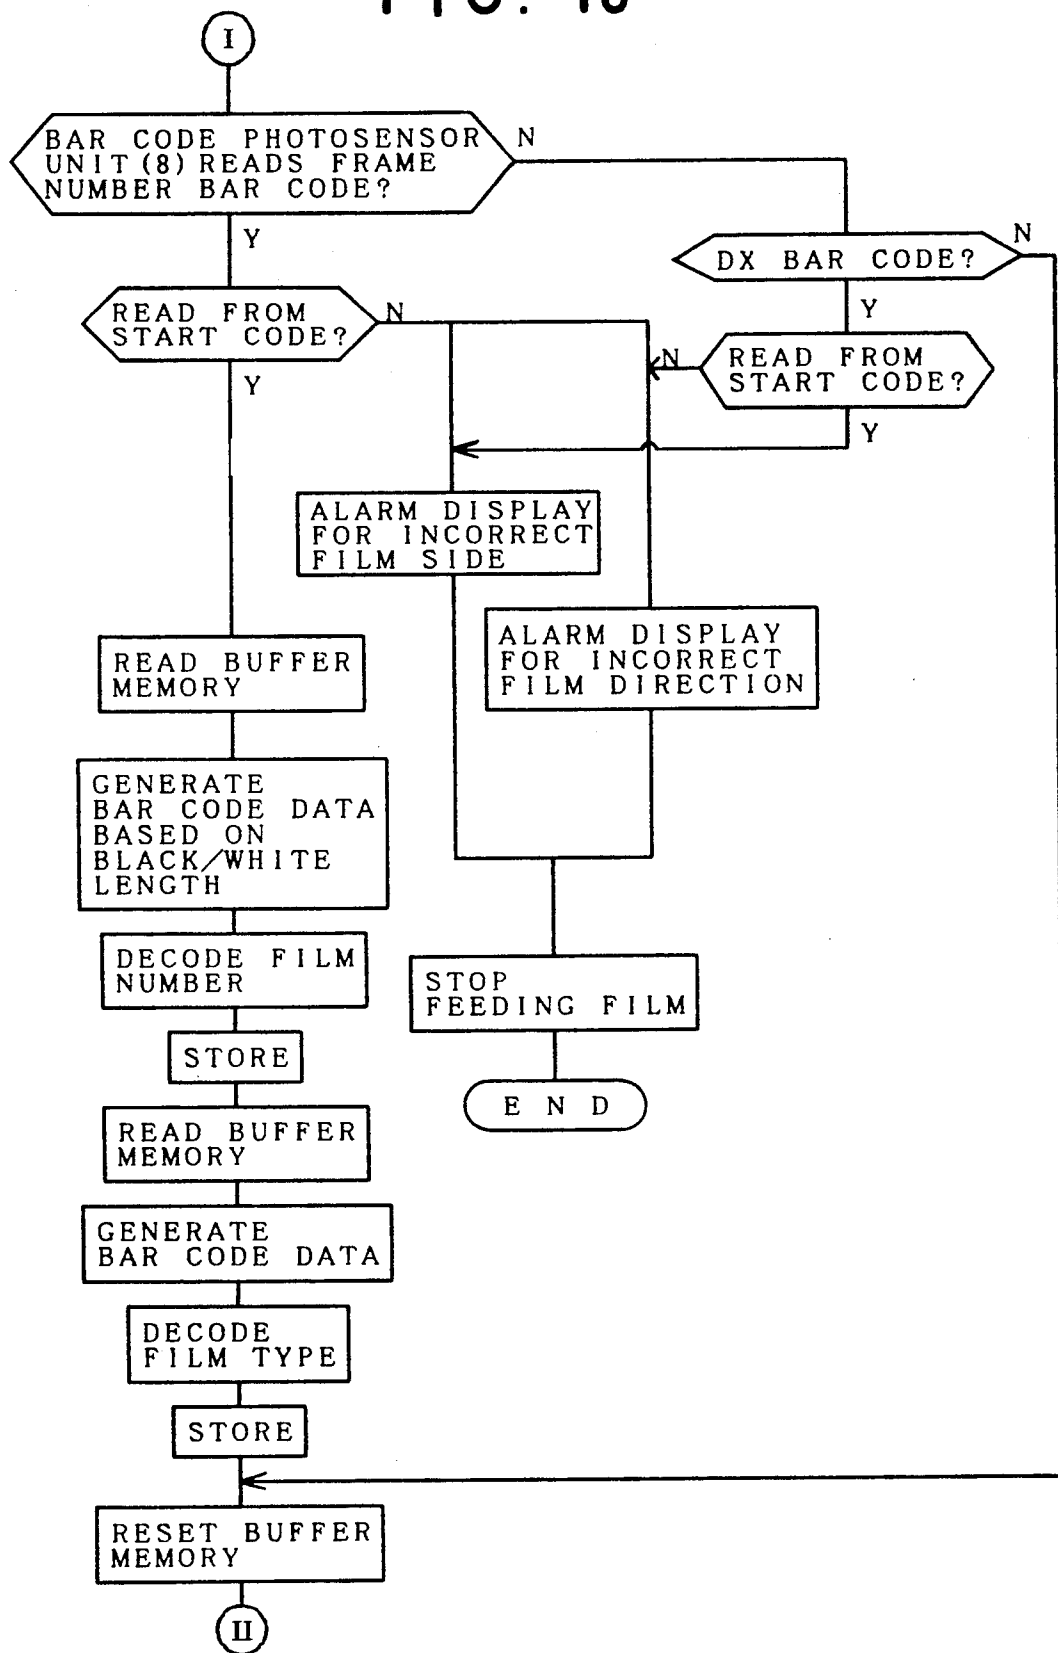 I
BAR CODE PHOTOSENSOR
UNIT(8) READS FRAME
NUMBER BAR CODE?
N
Y
DX BAR CODE?
N
Y
READ FROM
START CODE?
N
Y
READ FROM
START CODE?
N
Y
ALARM DISPLAY
FOR INCORRECT
FILM SIDE
ALARM DISPLAY
FOR INCORRECT
FILM DIRECTION
READ BUFFER
MEMORY
GENERATE
BAR CODE DATA
BASED ON
BLACK/WHITE
LENGTH
DECODE FILM
NUMBER
STOP
FEEDING FILM
STORE
END
READ BUFFER
MEMORY
GENERATE
BAR CODE DATA
DECODE
FILM TYPE
STORE
RESET BUFFER
MEMORY
II